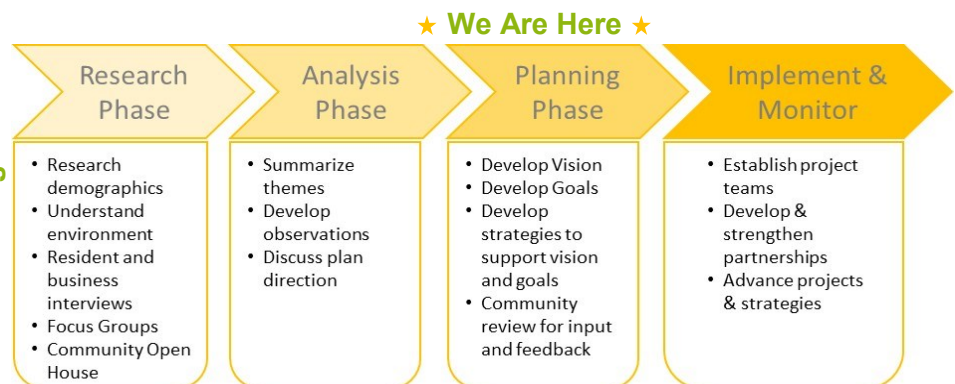 ★ We Are Here ★
Research
Phase
• Research
demographics
• Understand
environment
• Resident and
business
interviews
• Focus Groups
• Community Open
House
Analysis
Phase
• Summarize
themes
• Develop
observations
• Discuss plan
direction
Planning
Phase
• Develop Vision
• Develop Goals
• Develop
strategies to
support vision
and goals
• Community
review for input
and feedback
Implement &
Monitor
• Establish project
teams
• Develop &
strengthen
partnerships
• Advance projects
& strategies